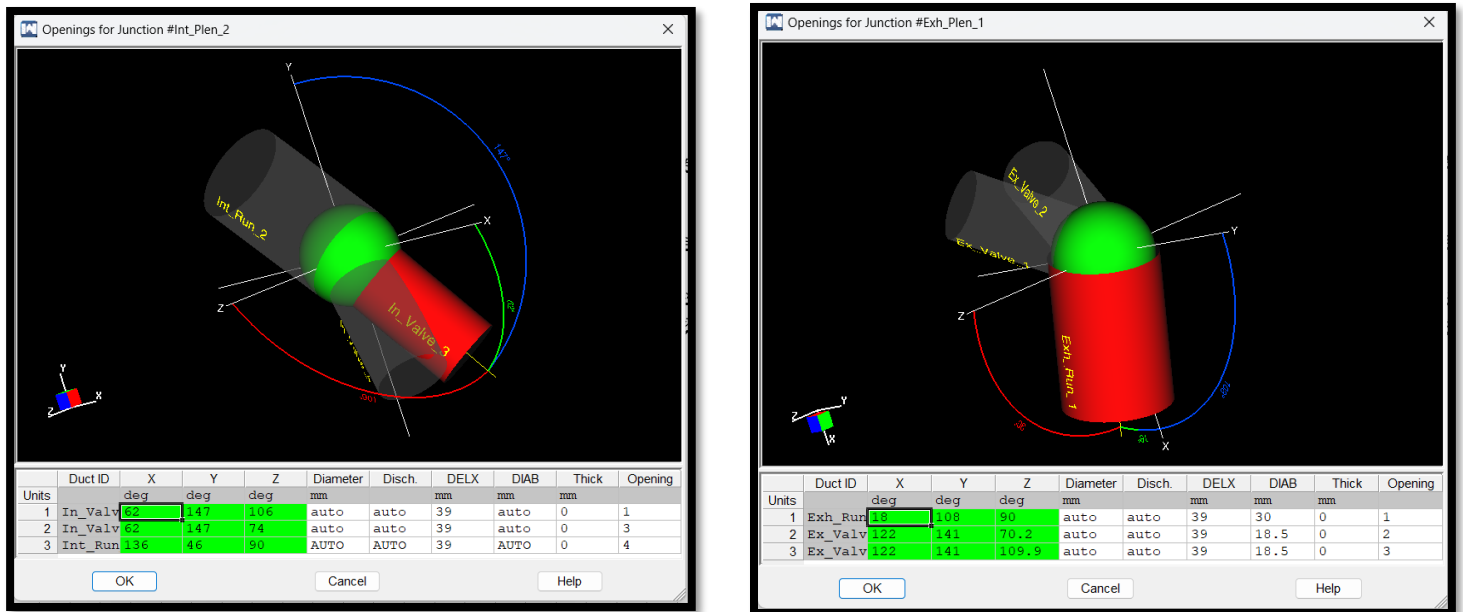 Openings for Junction #Int_Plen_2
Y
147°
Int_Run_2
X
Z
In_Valve_3
Y
X
Z
Duct ID X Y Z Diameter Disch. DELX DIAB Thick Opening
Units deg deg deg mm mm mm mm
1 In_Valv 62 147 106 auto auto 39 auto 0 1
2 In_Valv 62 147 74 auto auto 39 auto 0 3
3 Int_Run 136 46 90 AUTO AUTO 39 AUTO 0 4
OK Cancel Help
Openings for Junction #Exh_Plen_1
Ex_Valve_2
Ex_Valve_1
Y
Z
Exh_Run_1
X
Y
Z
X
Duct ID X Y Z Diameter Disch. DELX DIAB Thick Opening
Units deg deg deg mm mm mm mm
1 Exh_Run 18 108 90 auto auto 39 30 0 1
2 Ex_Valv 122 141 70.2 auto auto 39 18.5 0 2
3 Ex_Valv 122 141 109.9 auto auto 39 18.5 0 3
OK Cancel Help